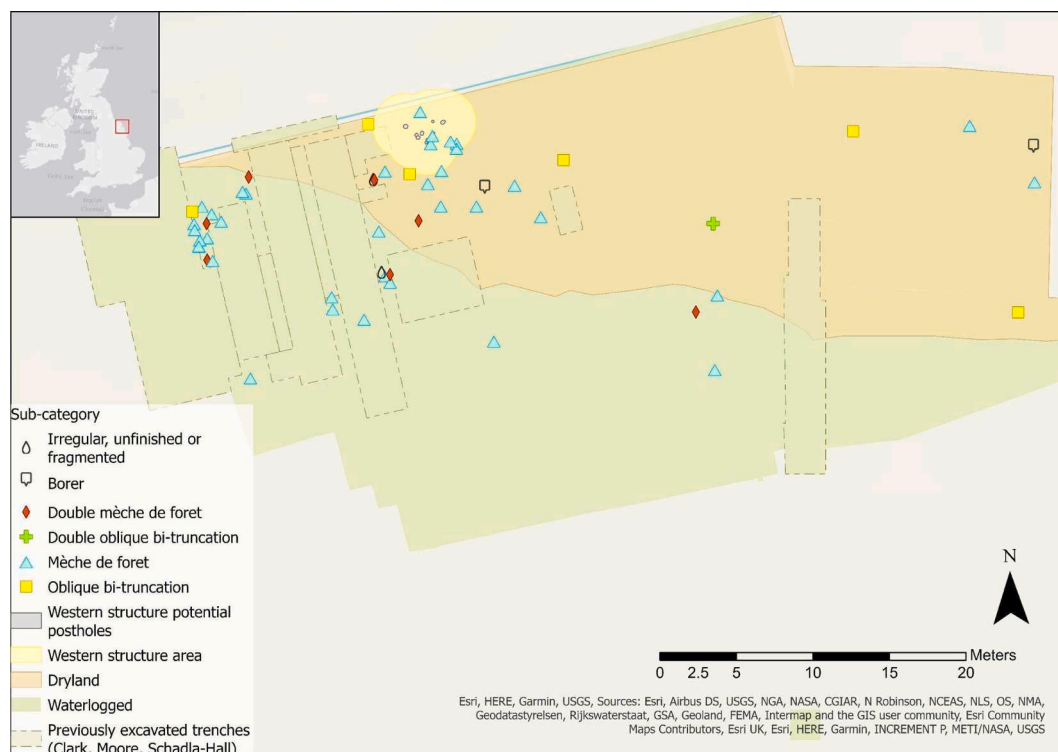 UNITED
KINGDOM
IRELAND
Sub-category
Irregular, unfinished or
fragmented
Borer
Double mèche de foret
Double oblique bi-truncation
Mèche de foret
Oblique bi-truncation
Western structure potential
postholes
Western structure area
Dryland
Waterlogged
Previously excavated trenches
(Clark, Moore, Schadla-Hall)
N
Meters
0 2.5 5 10 15 20
Esri, HERE, Garmin, USGS, Sources: Esri, Airbus DS, USGS, NGA, NASA, CGIAR, N Robinson, NCEAS, NLS, OS, NMA,
Geodatastyrelsen, Rijkswaterstaat, GSA, Geoland, FEMA, Intermap and the GIS user community, Esri Community
Maps Contributors, Esri UK, Esri, HERE, Garmin, INCREMENT P, METI/NASA, USGS